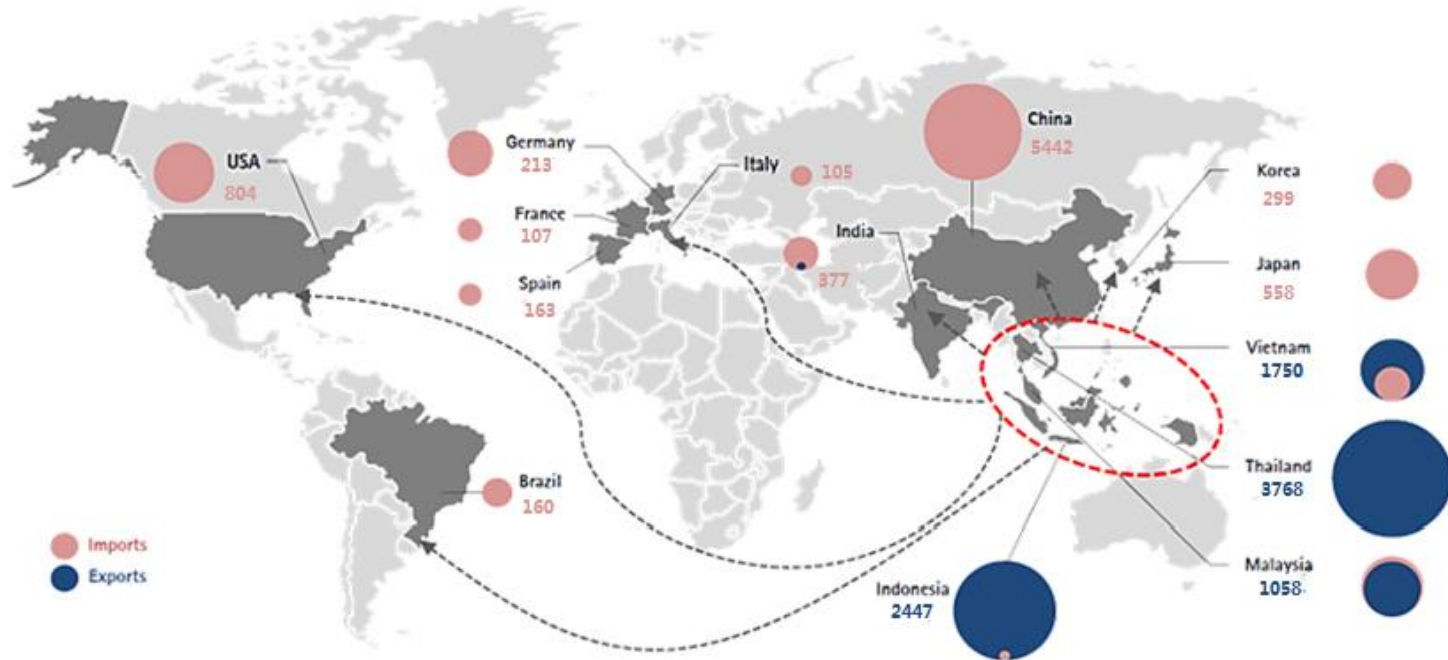 China
5442
Germany
213
Italy
105
USA
804
Korea
299
France
107
India
377
Japan
558
Spain
163
Vietnam
1750
Thailand
3768
Brazil
160
Imports
Exports
Malaysia
1058
Indonesia
2447